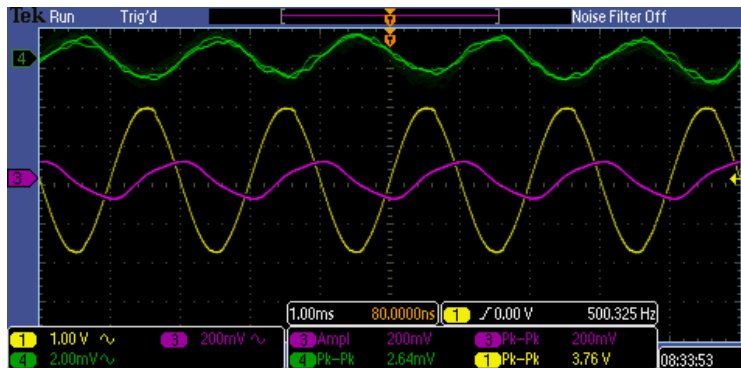 Tek Run Trig'd Noise Filter Off
T
T
4
3
1.00ms 80.0000ns 1 0.00 V 500.325 Hz
1 1.00 V 3 200mV 3 Ampl 200mV 3 Pk-Pk 200mV
4 2.00mV 4 Pk-Pk 2.64mV 1 Pk-Pk 3.76 V 08:33:53